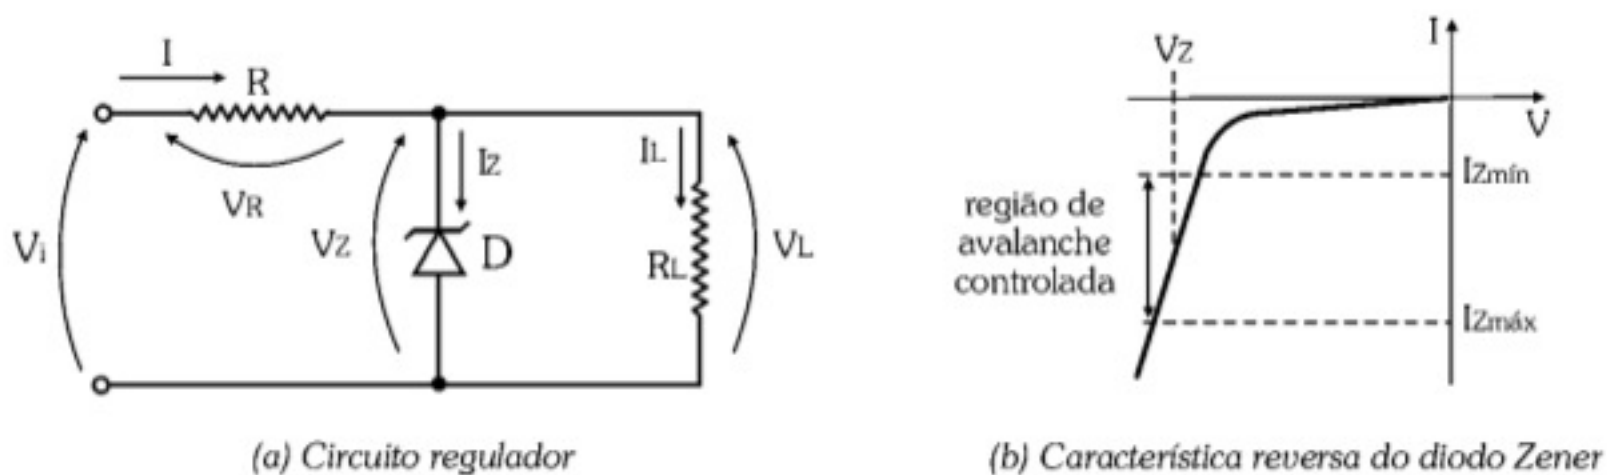 I
R
VR
Vi
VZ
IZ
D
IL
RL
VL
(a) Circuito regulador
VZ
I
V
IZmín
região de
avalanche
controlada
IZmáx
(b) Característica reversa do diodo Zener